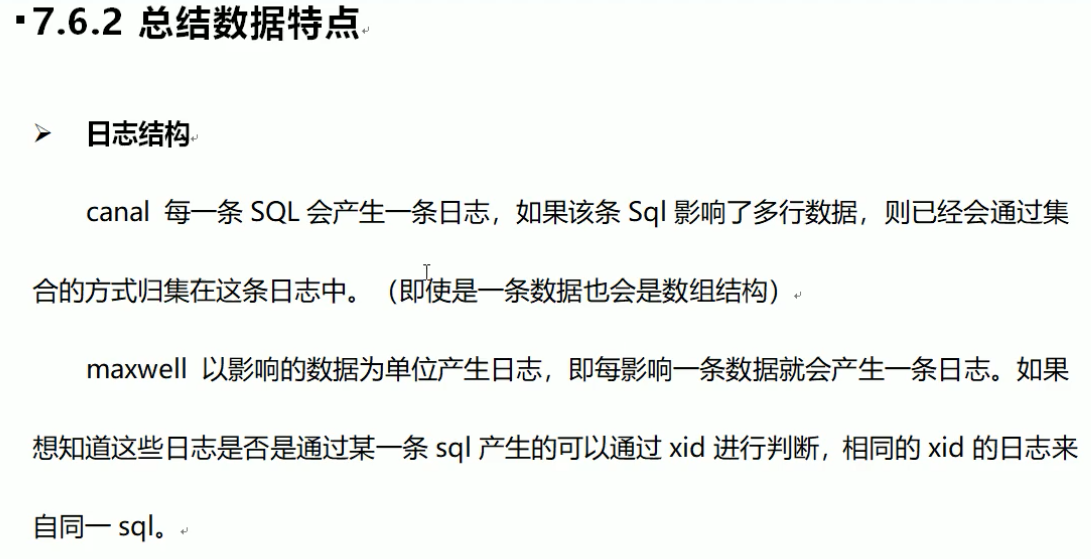 7.6.2 总结数据特点
日志结构
canal 每一条 SQL 会产生一条日志，如果该条 Sql 影响了多行数据，则已经会通过集
合的方式归集在这条日志中。（即使是一条数据也会是数组结构）
maxwell 以影响的数据为单位产生日志，即每影响一条数据就会产生一条日志。如果
想知道这些日志是否是通过某一条 sql 产生的可以通过 xid 进行判断，相同的 xid 的日志来
自同一 sql。